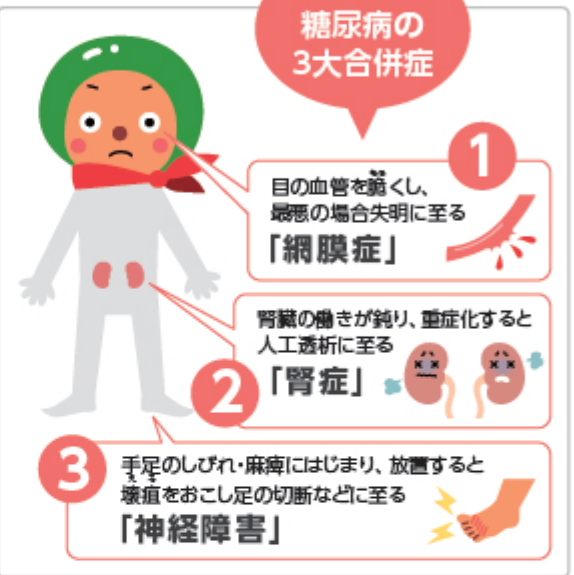 糖尿病の
3大合併症
1
目の血管を脆くし、
最悪の場合失明に至る
「網膜症」
2
腎臓の働きが鈍り、重症化すると
人工透析に至る
「腎症」
3
手足のしびれ・麻痺にはじまり、放置すると
壊疽をおこし足の切断などに至る
「神経障害」